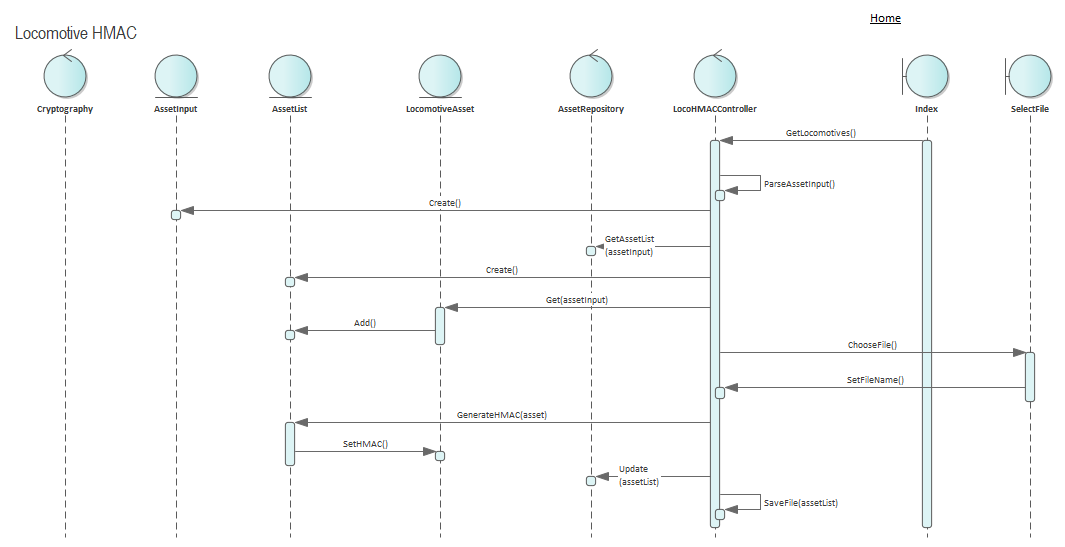 Home
Locomotive HMAC
Cryptography
AssetInput
AssetList
LocomotiveAsset
AssetRepository
LocoHMACController
Index
SelectFile
GetLocomotives()
ParseAssetInput()
Create()
GetAssetList
(assetInput)
Create()
Get(assetInput)
Add()
ChooseFile()
SetFileName()
GenerateHMAC(asset)
SetHMAC()
Update
(assetList)
SaveFile(assetList)